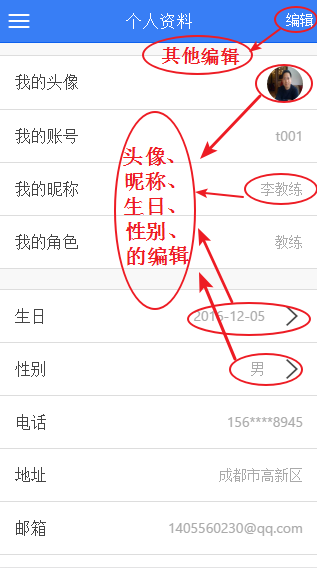 个人资料 编辑
其他编辑
我的头像
我的账号 t001
头像、
昵称、
生日、
性别、
的编辑
我的昵称 李教练
我的角色 教练
生日 2016-12-05
性别 男
电话 156****8945
地址 成都市高新区
邮箱 1405560230@qq.com